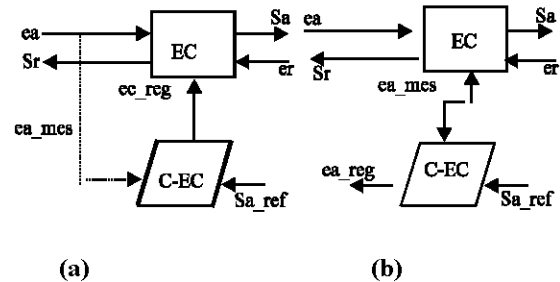 ea
EC
Sa
Sr
er
ec_reg
ea_mes
C-EC
Sa_ref
(a)
ea
EC
Sa
Sr
er
ea_mes
ea_reg
C-EC
Sa_ref
(b)